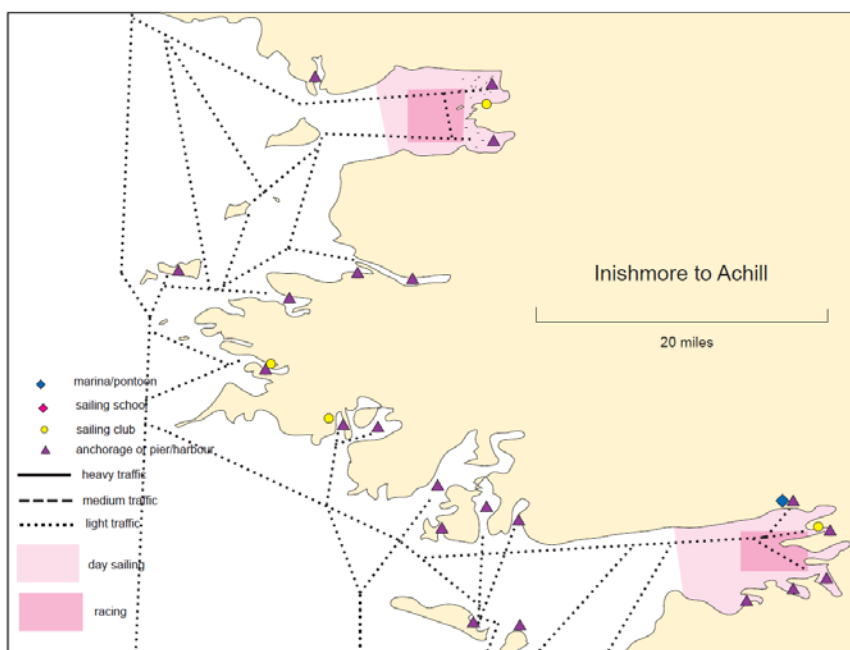 Inishmore to Achill
20 miles
marina/pontoon
sailing school
sailing club
anchorage or pier/harbour
heavy traffic
medium traffic
light traffic
day sailing
racing